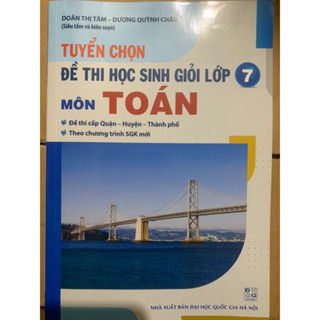 DOÃN THỊ TÂM – DƯƠNG QUỲNH CHÂU
(Sưu tầm và biên soạn)
TUYỂN CHỌN
ĐỀ THI HỌC SINH GIỎI LỚP 7
MÔN TOÁN
Đề thi cấp Quận – Huyện – Thành phố
Theo chương trình SGK mới
NHÀ XUẤT BẢN ĐẠI HỌC QUỐC GIA HÀ NỘI